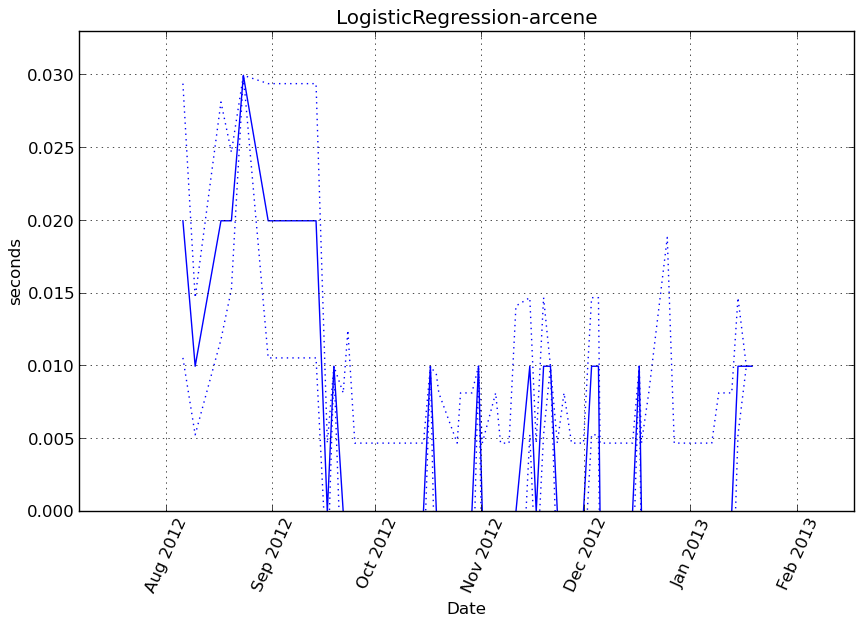 LogisticRegression-arcene
0.030
0.025
0.020
0.015
0.010
0.005
0.000
seconds
Aug 2012
Sep 2012
Oct 2012
Nov 2012
Dec 2012
Jan 2013
Feb 2013
Date